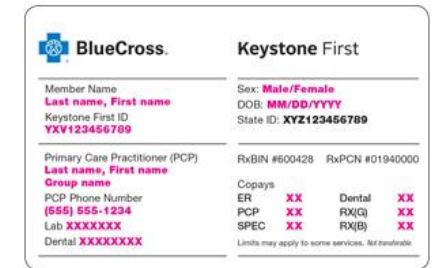 BlueCross.
Keystone First
Member Name
Last name, First name
Keystone First ID
YXV123456789
Sex: Male/Female
DOB: MM/DD/YYYY
State ID: XYZ123456789
Primary Care Practitioner (PCP)
Last name, First name
Group name
PCP Phone Number
(555) 555-1234
Lab XXXXXXX
Dental XXXXXXXX
RxBIN #600428 RxPCN #01940000
Copays
ER XX Dental XX
PCP XX RX(G) XX
SPEC XX RX(B) XX
Limits may apply to some services. Not transferable.